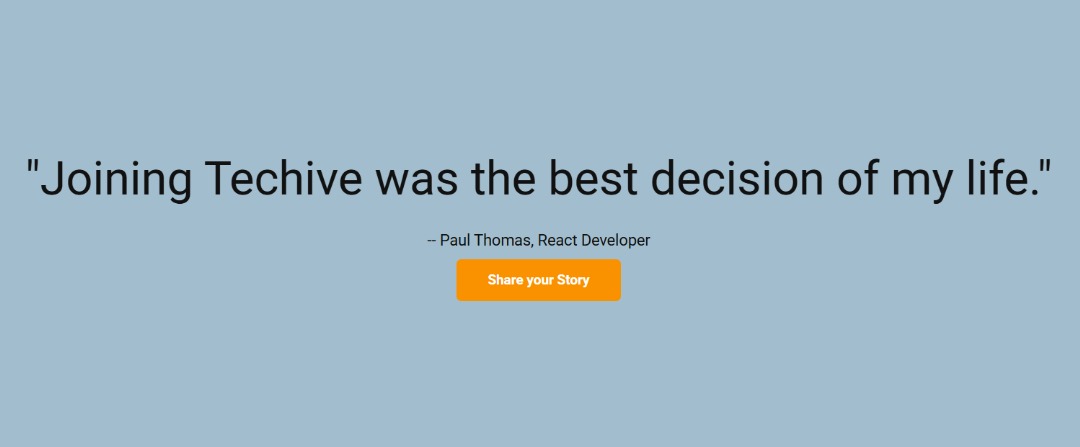 "Joining Techive was the best decision of my life."
-- Paul Thomas, React Developer
Share your Story